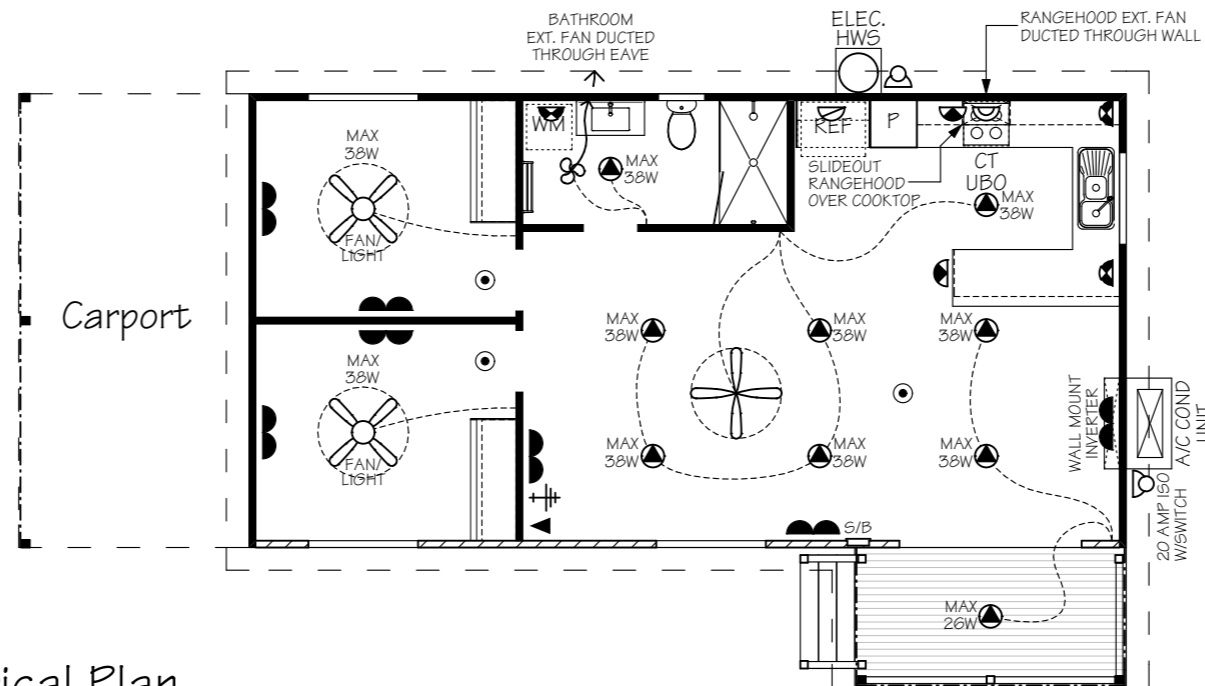 BATHROOM
EXT. FAN DUCTED
THROUGH EAVE
ELEC.
HWS
RANGEHOOD EXT. FAN
DUCTED THROUGH WALL
WM
REF
P
MAX
38W
MAX
38W
SLIDEOUT
RANGEHOOD
OVER COOKTOP
CT
UBO
MAX
38W
FAN/
LIGHT
Carport
MAX
38W
MAX
38W
MAX
38W
MAX
38W
FAN/
LIGHT
MAX
38W
MAX
38W
MAX
38W
WALL MOUNT
INVERTER
A/C COND
UNIT
20 AMP ISO
W/SWITCH
S/B
MAX
26W
ical Plan